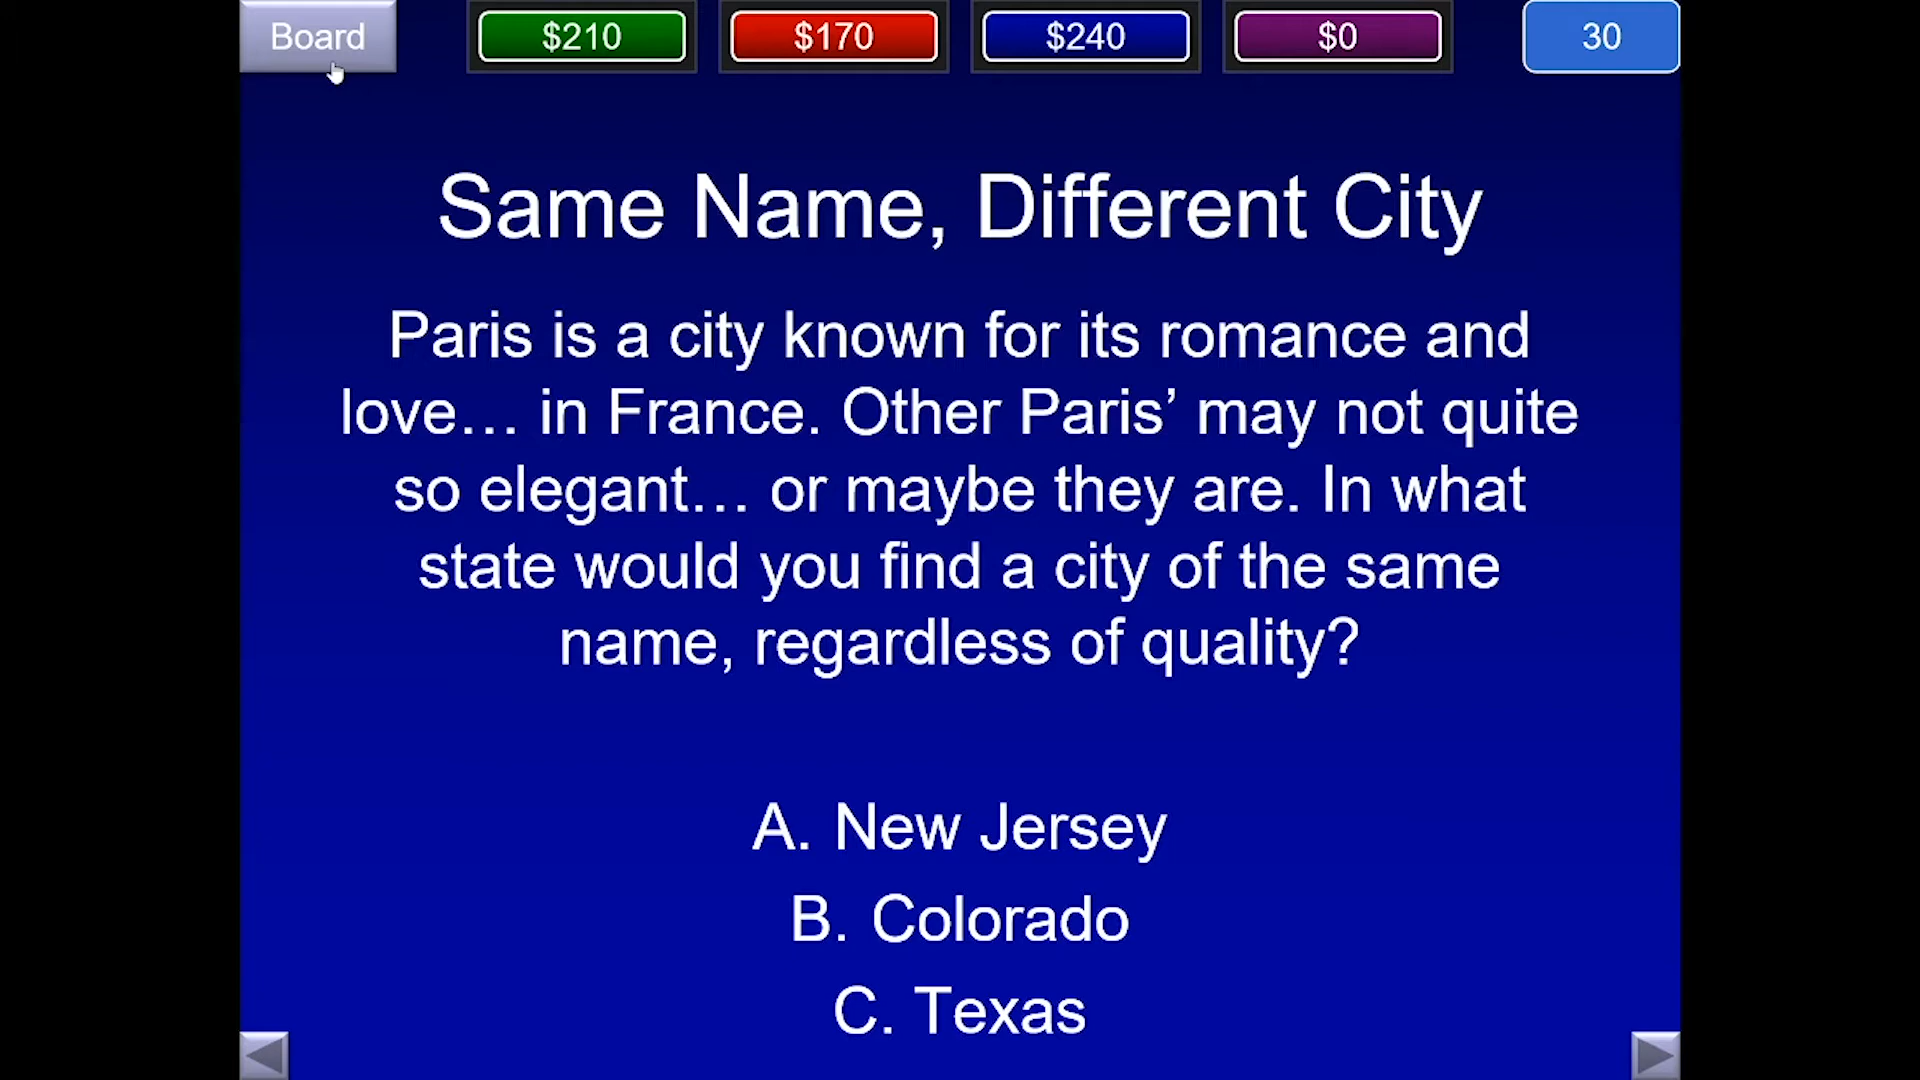 Board
$210
$170
$240
$0
30
Same Name, Different City
Paris is a city known for its romance and
love… in France. Other Paris’ may not quite
so elegant… or maybe they are. In what
state would you find a city of the same
name, regardless of quality?
A. New Jersey
B. Colorado
C. Texas